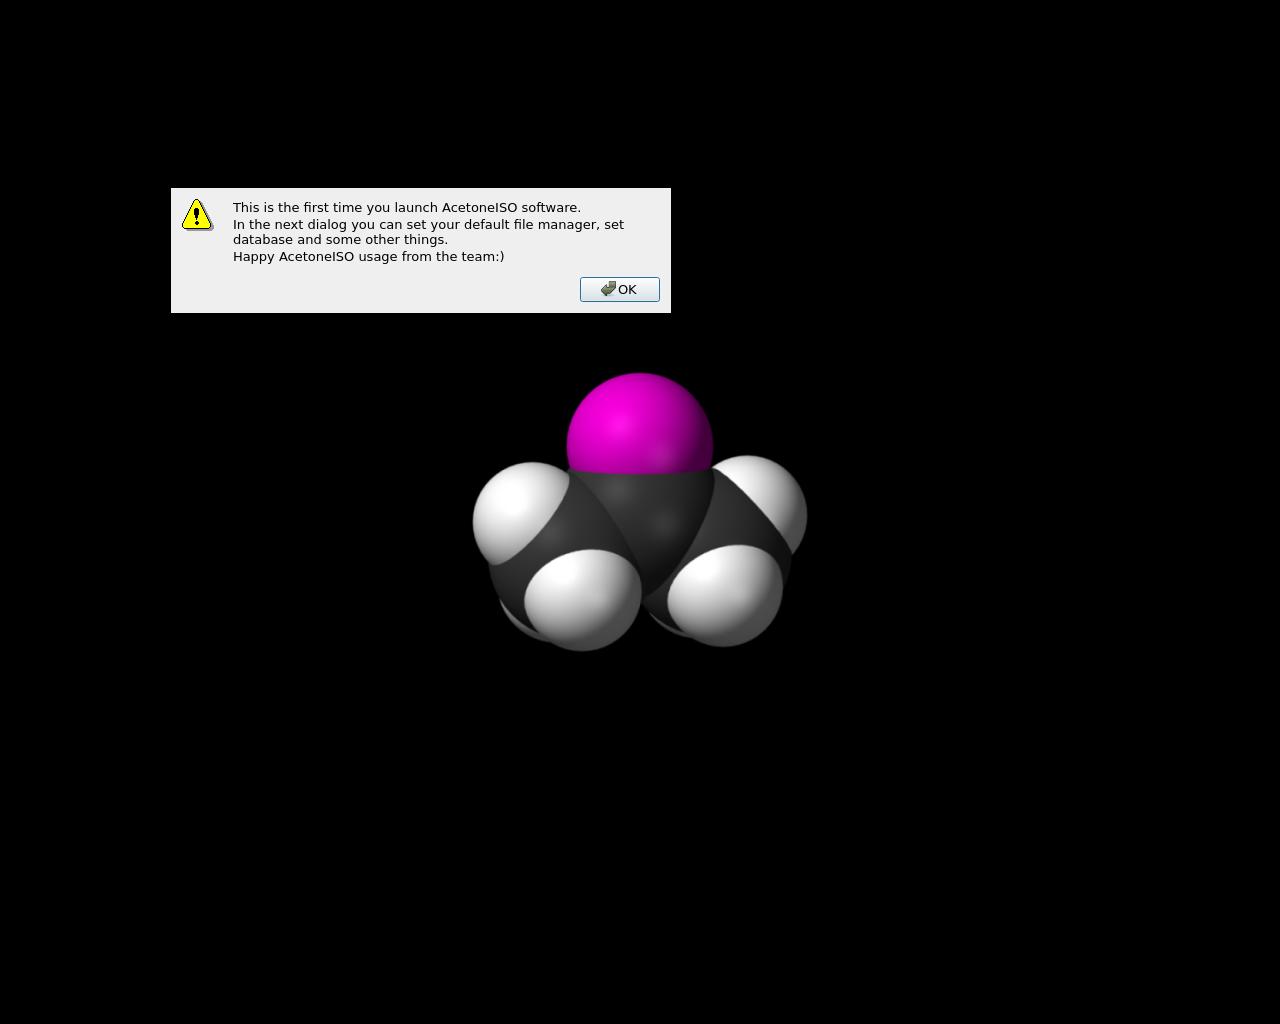 This is the first time you launch AcetoneISO software.
In the next dialog you can set your default file manager, set
database and some other things.
Happy AcetoneISO usage from the team:)
OK